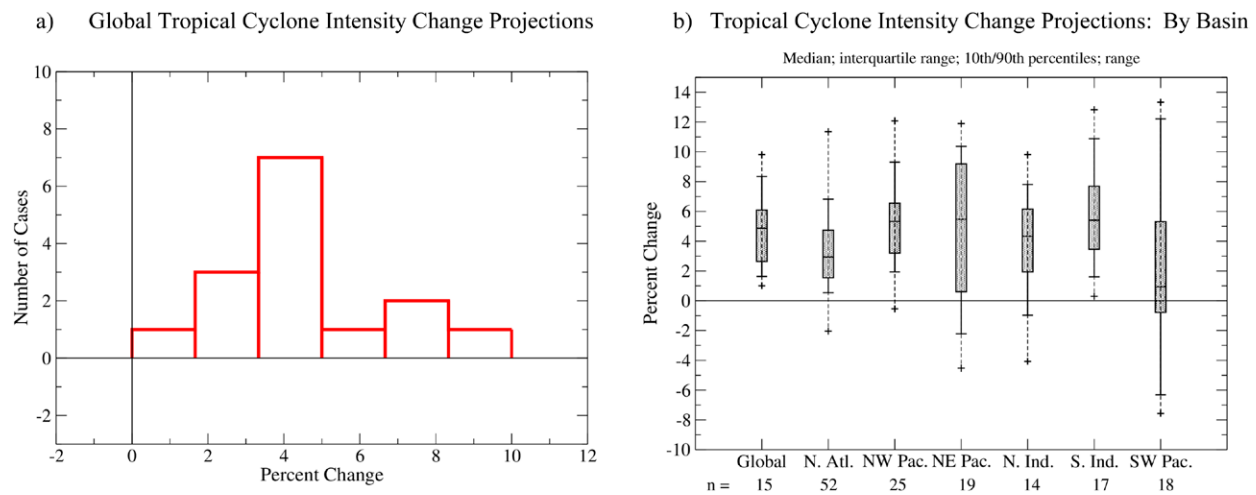 a) Global Tropical Cyclone Intensity Change Projections
10
8
6
4
2
0
-2
Number of Cases
-2 0 2 4 6 8 10 12
Percent Change
b) Tropical Cyclone Intensity Change Projections: By Basin
Median; interquartile range; 10th/90th percentiles; range
14
12
10
8
6
4
2
0
-2
-4
-6
-8
-10
Percent Change
Global N. Atl. NW Pac. NE Pac. N. Ind. S. Ind. SW Pac.
n = 15 52 25 19 14 17 18